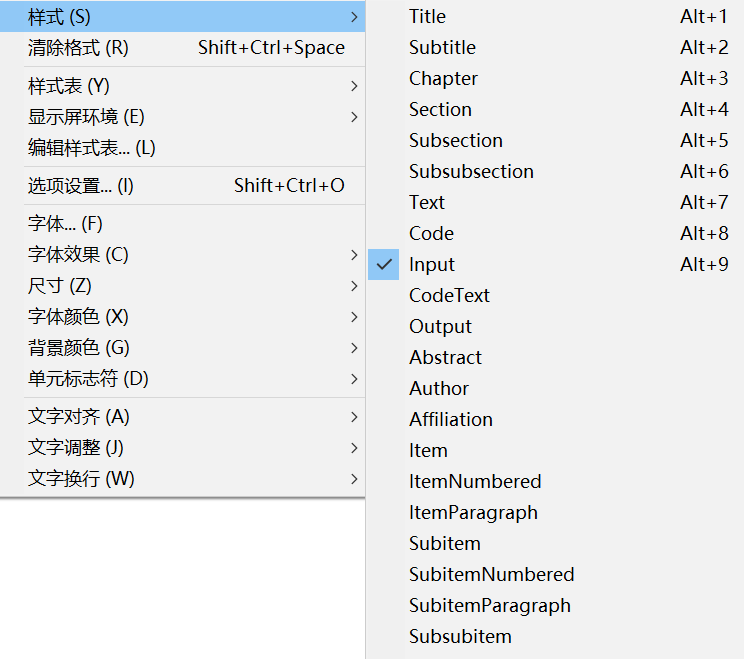 样式 (S)
清除格式 (R) Shift+Ctrl+Space
样式表 (Y)
显示屏环境 (E)
编辑样式表... (L)
选项设置... (I) Shift+Ctrl+O
字体... (F)
字体效果 (C)
尺寸 (Z)
字体颜色 (X)
背景颜色 (G)
单元标志符 (D)
文字对齐 (A)
文字调整 (J)
文字换行 (W)
Title Alt+1
Subtitle Alt+2
Chapter Alt+3
Section Alt+4
Subsection Alt+5
Subsubsection Alt+6
Text Alt+7
Code Alt+8
Input Alt+9
CodeText
Output
Abstract
Author
Affiliation
Item
ItemNumbered
ItemParagraph
Subitem
SubitemNumbered
SubitemParagraph
Subsubitem